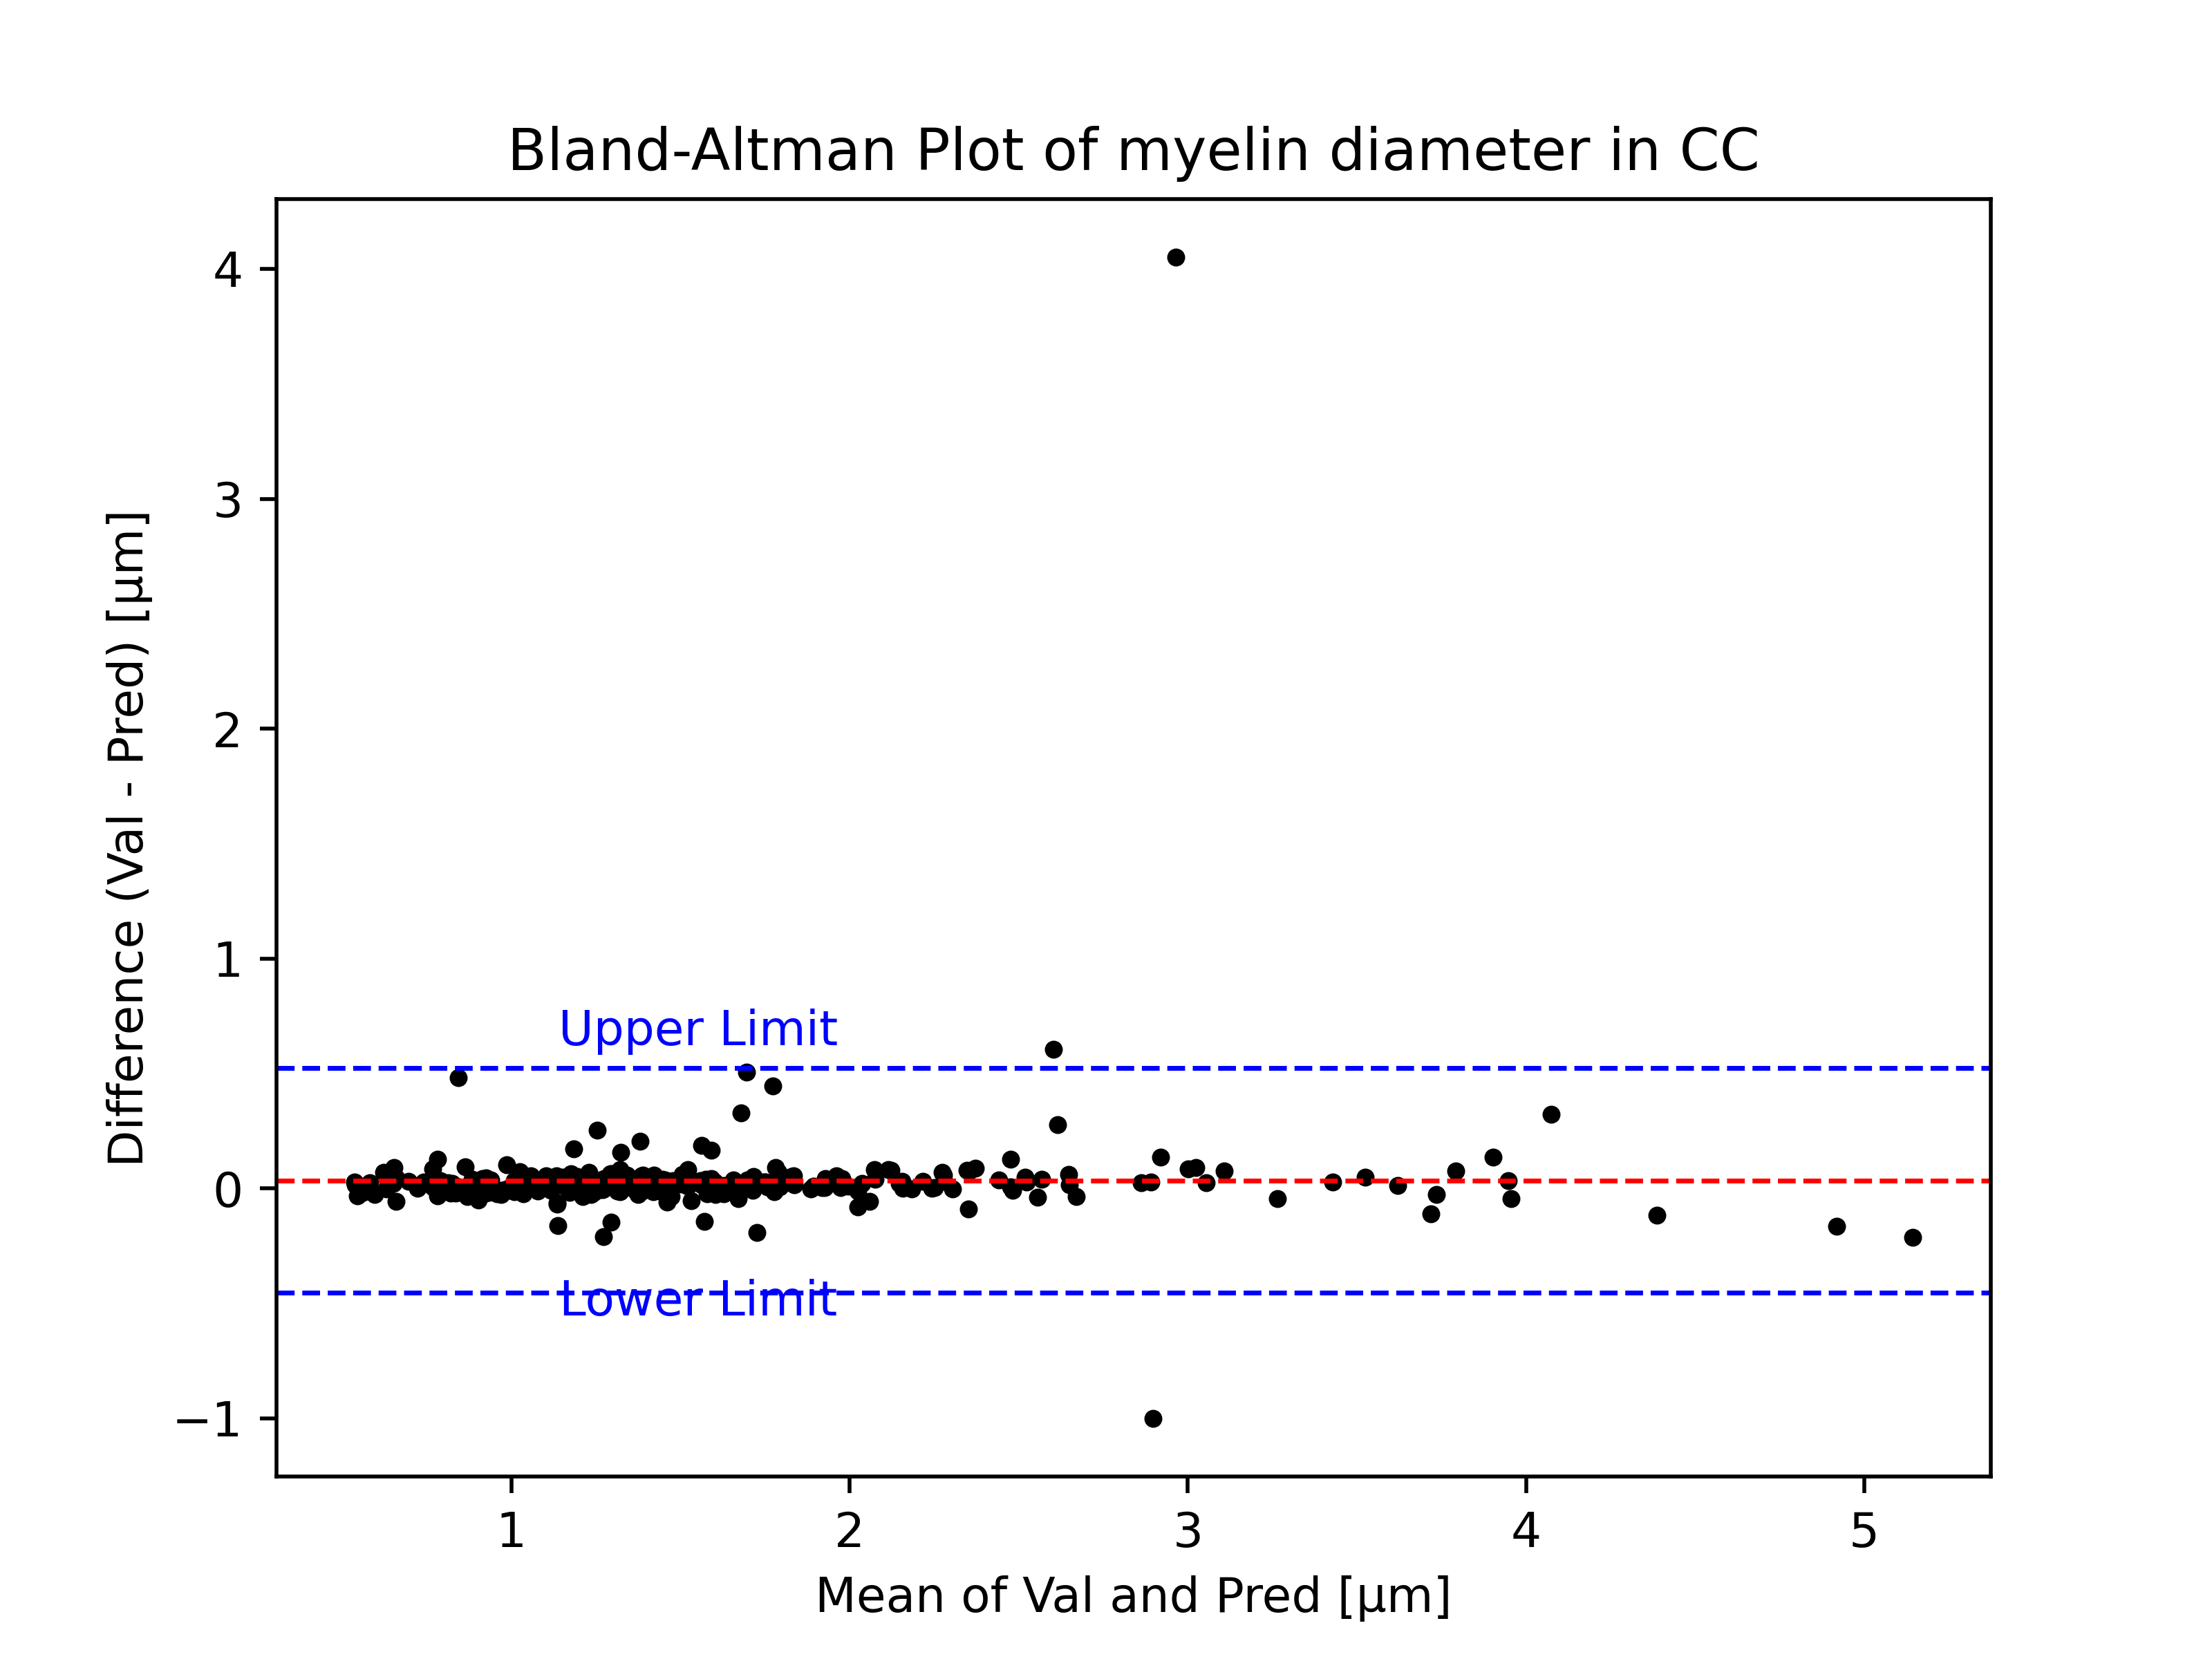 Bland-Altman Plot of myelin diameter in CC
Difference (Val - Pred) [µm]
4
3
2
1
0
−1
Upper Limit
Lower Limit
1 2 3 4 5
Mean of Val and Pred [µm]